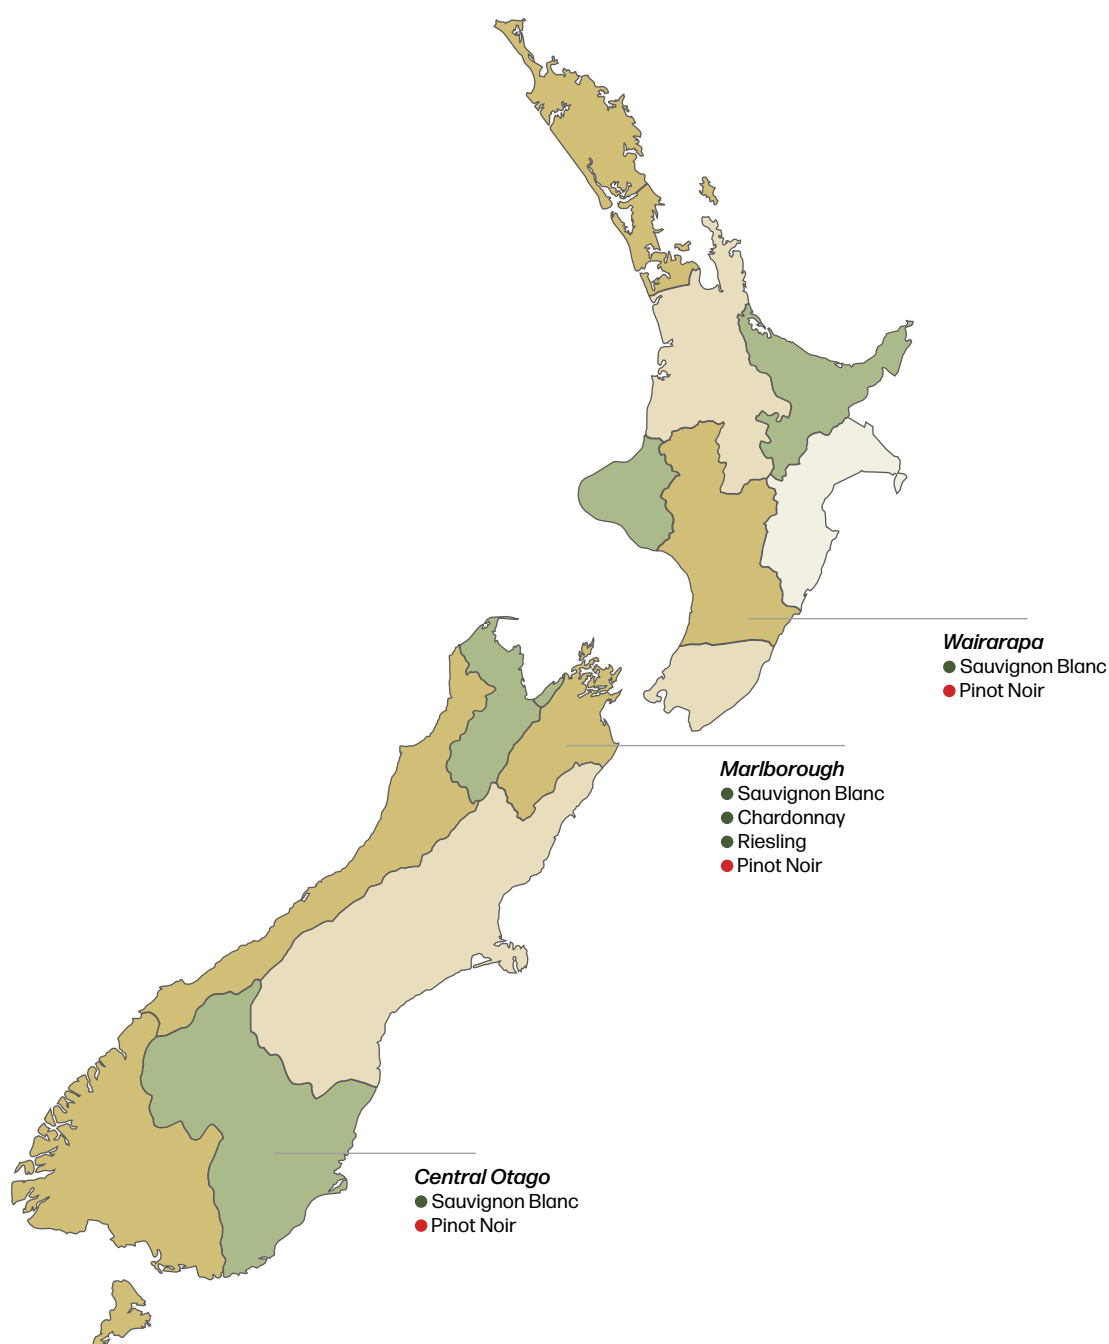 Wairarapa
Sauvignon Blanc
Pinot Noir
Marlborough
Sauvignon Blanc
Chardonnay
Riesling
Pinot Noir
Central Otago
Sauvignon Blanc
Pinot Noir